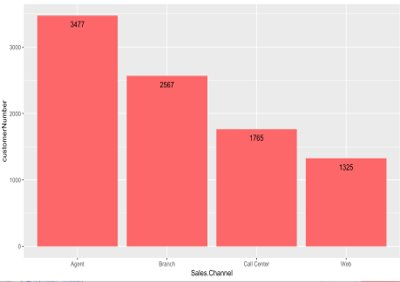 customerNumber
3000
2000
1000
0
3477
2567
1765
1325
Agent
Branch
Call Center
Web
Sales.Channel